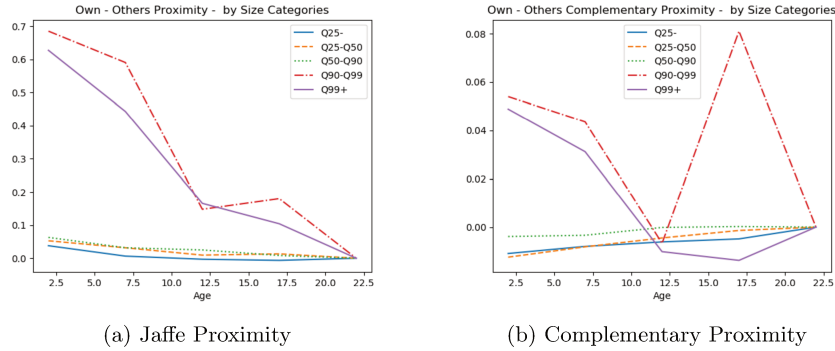 Own - Others Proximity - by Size Categories
0.7
0.6
0.5
0.4
0.3
0.2
0.1
0.0
Q25-
Q25-Q50
Q50-Q90
Q90-Q99
Q99+
2.5 5.0 7.5 10.0 12.5 15.0 17.5 20.0 22.5
Age
(a) Jaffe Proximity
Own - Others Complementary Proximity - by Size Categories
0.08
0.06
0.04
0.02
0.00
Q25-
Q25-Q50
Q50-Q90
Q90-Q99
Q99+
2.5 5.0 7.5 10.0 12.5 15.0 17.5 20.0 22.5
Age
(b) Complementary Proximity